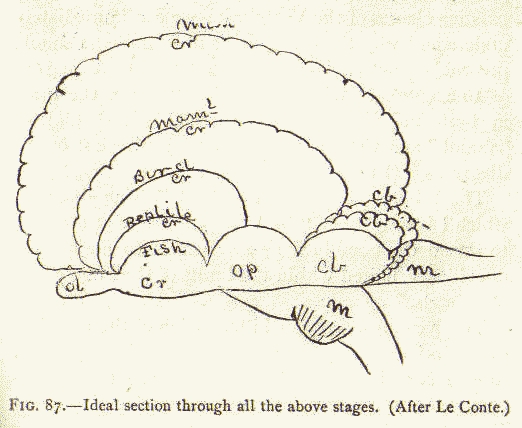 cr
Mam!
cr
Bird
cr
Reptile
cr
Fish
cb
cb
ol
Cr
op
cb
m
m
FIG. 87.—Ideal section through all the above stages. (After Le Conte.)